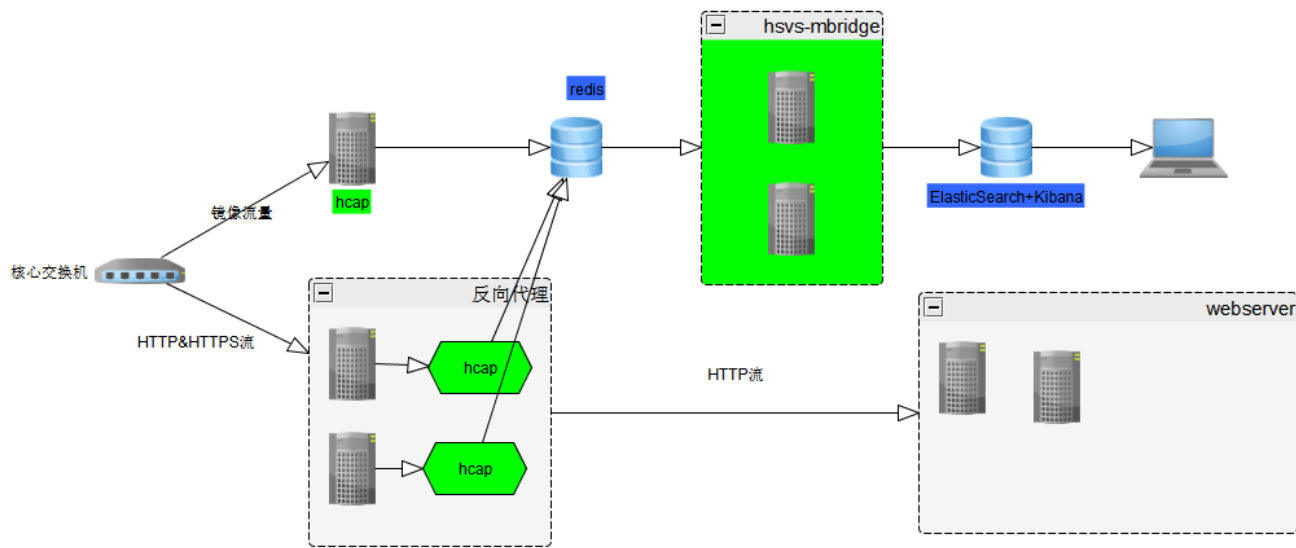 hsvs-mbridge
redis
hcap
镜像流量
ElasticSearch+Kibana
核心交换机
反向代理
webserver
HTTP&HTTPS流
hcap
HTTP流
hcap